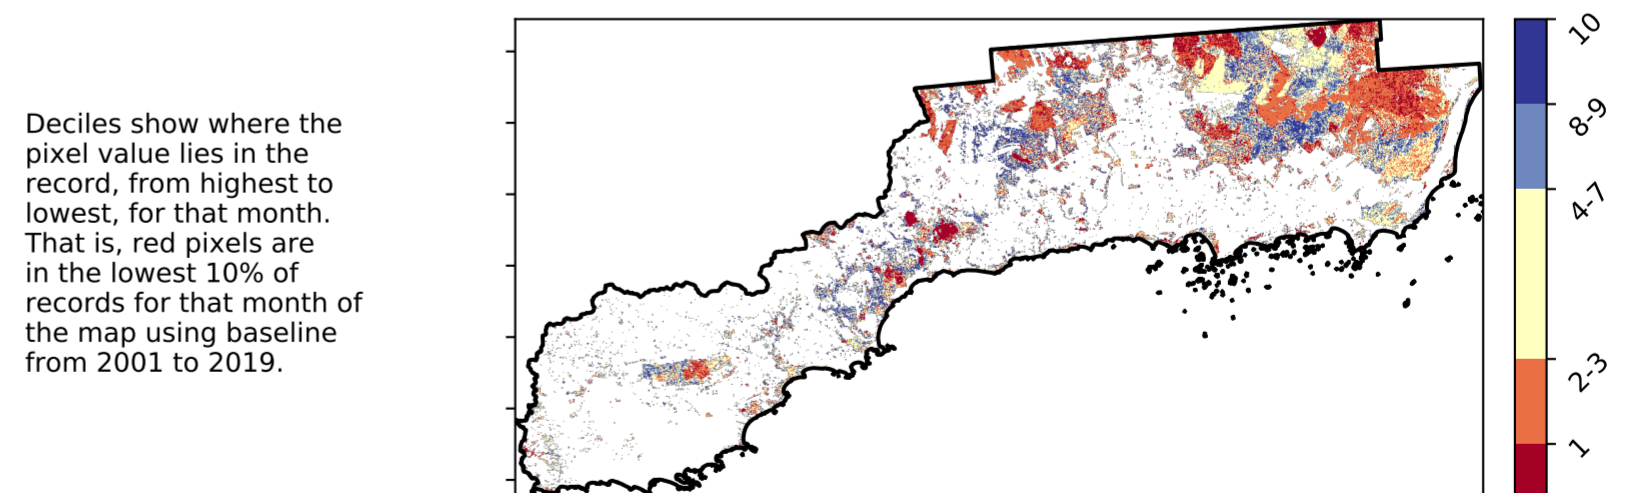 Deciles show where the
pixel value lies in the
record, from highest to
lowest, for that month.
That is, red pixels are
in the lowest 10% of
records for that month of
the map using baseline
from 2001 to 2019.
10
8-9
4-7
2-3
1